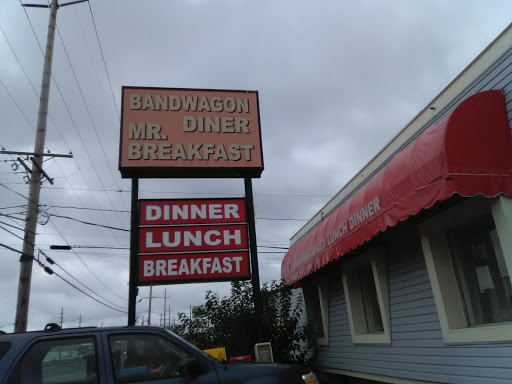 BANDWAGON
MR. DINER
BREAKFAST
DINNER
LUNCH
BREAKFAST
LUNCH DINNER